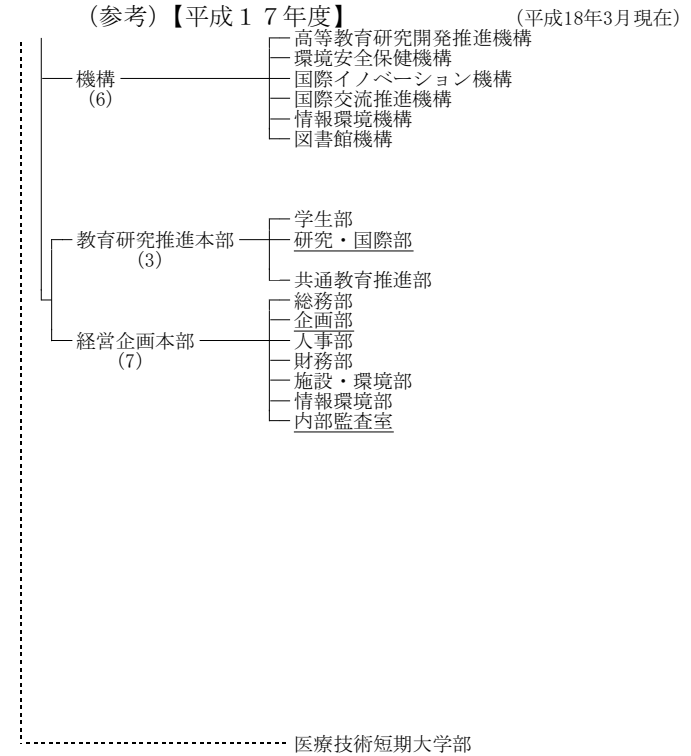 (参考)【平成１７年度】 (平成18年3月現在)
高等教育研究開発推進機構
環境安全保健機構
機構 国際イノベーション機構
(6) 国際交流推進機構
情報環境機構
図書館機構
学生部
教育研究推進本部 研究・国際部
(3)
共通教育推進部
総務部
企画部
経営企画本部 人事部
(7) 財務部
施設・環境部
情報環境部
内部監査室
医療技術短期大学部